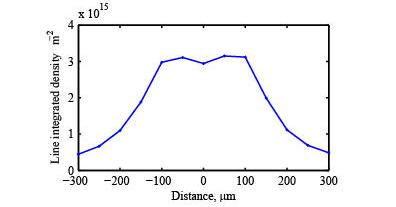 4 x 10^15
3
2
1
0
Line integrated density m^-2
−300 −200 −100 0 100 200 300
Distance, μm